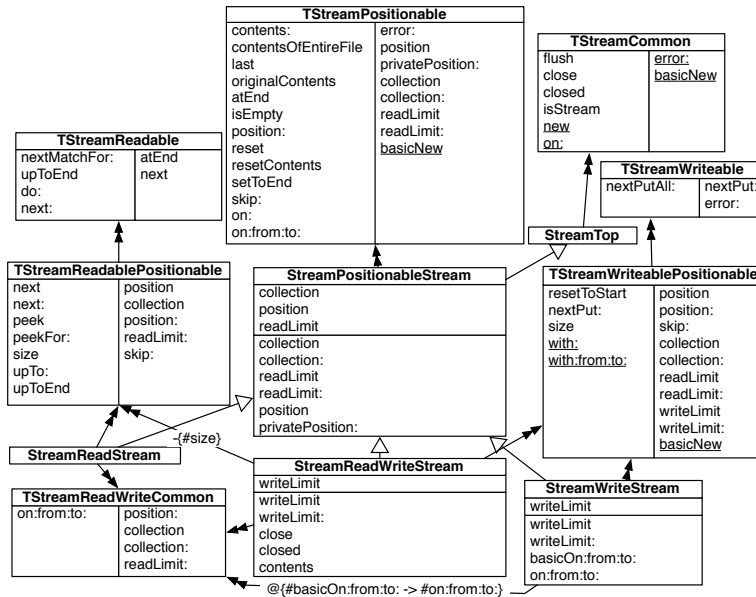 TStreamPositionable
contents:
contentsOfEntireFile
last
originalContents
atEnd
isEmpty
position:
reset
resetContents
setToEnd
skip:
on:
on:from:to:
error:
position
privatePosition:
collection
collection:
readLimit
readLimit:
basicNew
TStreamCommon
flush
close
closed
isStream
new
on:
error:
basicNew
TStreamReadable
nextMatchFor:
upToEnd
do:
next:
atEnd
next
TStreamWriteable
nextPutAll:
nextPut:
error:
StreamTop
TStreamReadablePositionable
next
next:
peek
peekFor:
size
upTo:
upToEnd
position
collection
position:
readLimit:
skip:
StreamPositionableStream
collection
position
readLimit
collection
collection:
readLimit
readLimit:
position
privatePosition:
TStreamWriteablePositionable
resetToStart
nextPut:
size
with:
with:from:to:
position
position:
skip:
collection
collection:
readLimit
readLimit:
writeLimit
writeLimit:
basicNew
-{#size}
StreamReadStream
StreamReadWriteStream
writeLimit
writeLimit
writeLimit:
close
closed
contents
TStreamReadWriteCommon
on:from:to:
position:
collection
collection:
readLimit:
StreamWriteStream
writeLimit
writeLimit
writeLimit:
basicOn:from:to:
on:from:to:
@{#basicOn:from:to: -> #on:from:to:}